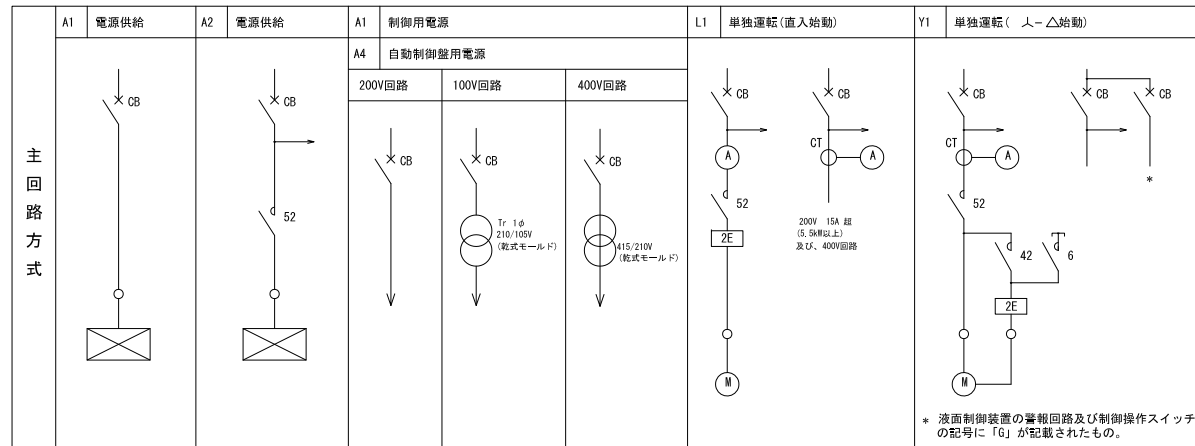 主回路方式
A1 電源供給
CB
A2 電源供給
CB
52
A1 制御用電源
A4 自動制御盤用電源
200V回路
CB
100V回路
CB
Tr 1φ
210/105V
(乾式モールド)
400V回路
CB
415/210V
(乾式モールド)
L1 単独運転(直入始動)
CB
A
52
2E
M
CB
CT
A
200V 15A 超
(5.5kW以上)
及び、400V回路
Y1 単独運転( 人-△始動)
CB
CT
A
52
42
6
2E
M
CB
CB
*
* 液面制御装置の警報回路及び制御操作スイッチ
の記号に「G」が記載されたもの。